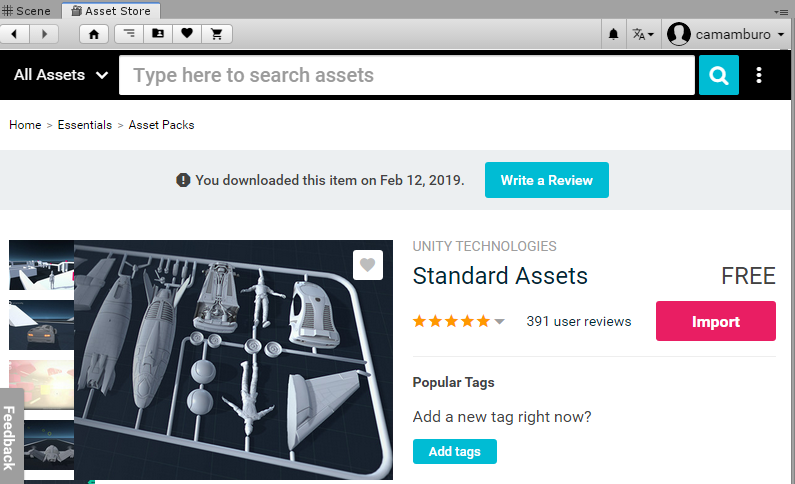 Scene Asset Store
camamburo
All Assets Type here to search assets
Home > Essentials > Asset Packs
You downloaded this item on Feb 12, 2019. Write a Review
UNITY TECHNOLOGIES
Standard Assets FREE
391 user reviews Import
Popular Tags
Add a new tag right now?
Add tags
Feedback